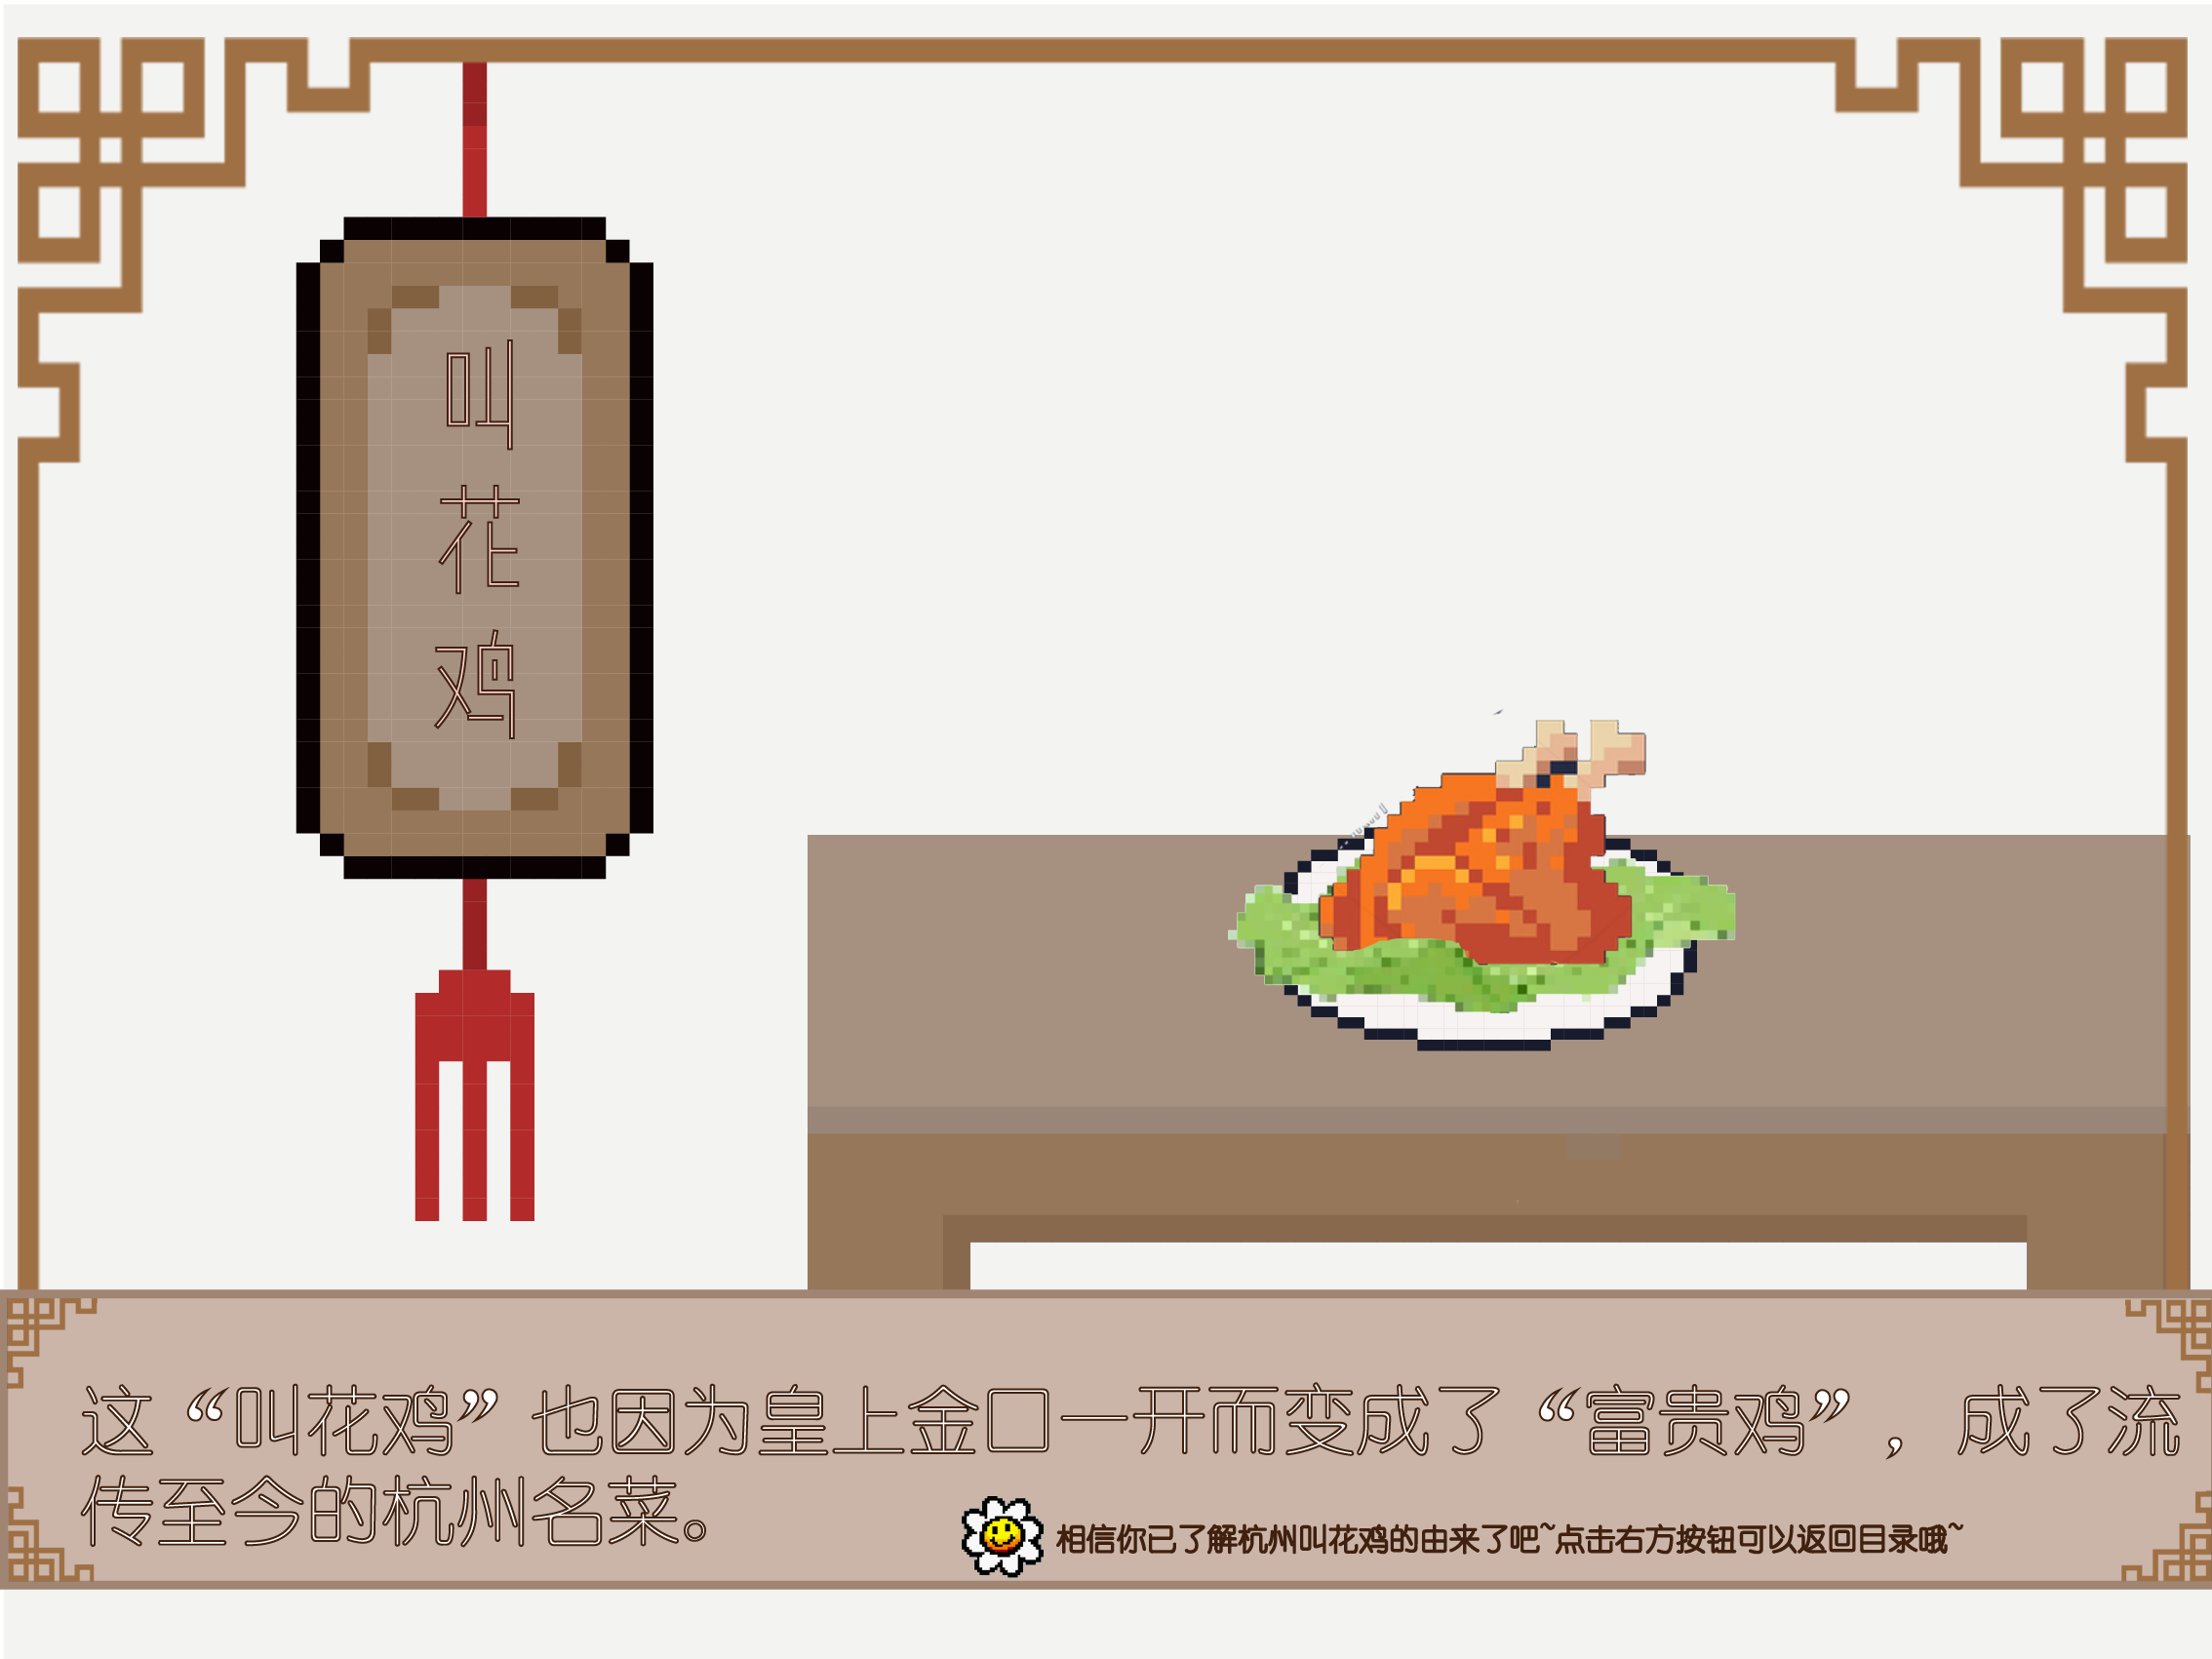 叫花鸡
这“叫花鸡”也因为皇上金口一开而变成了“富贵鸡”，成了流
传至今的杭州名菜。
相信你已了解杭州叫花鸡的由来了吧~点击右方按钮可以返回目录哦~